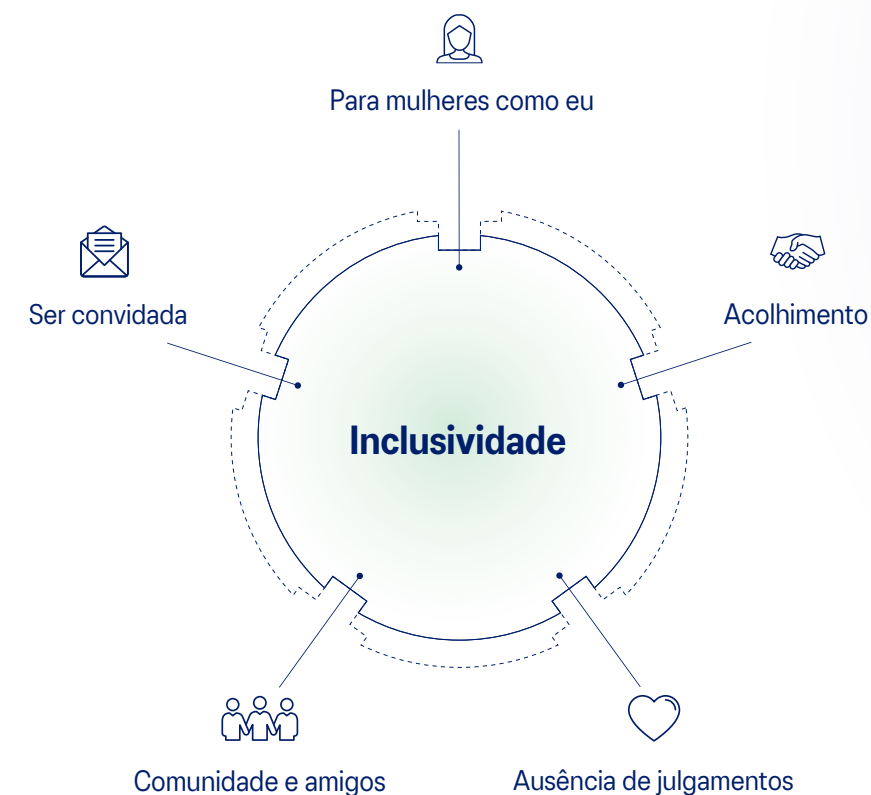 Para mulheres como eu
Ser convidada
Acolhimento
Inclusividade
Comunidade e amigos
Ausência de julgamentos